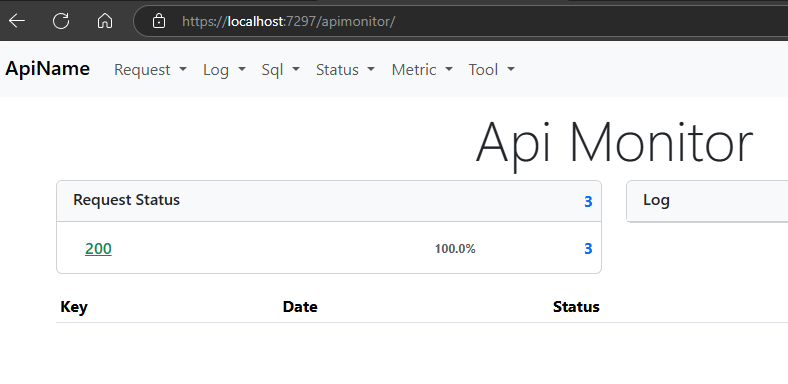 https://localhost:7297/apimonitor/
ApiName Request Log Sql Status Metric Tool
Api Monitor
Request Status 3
200 100.0% 3
Log
Key Date Status